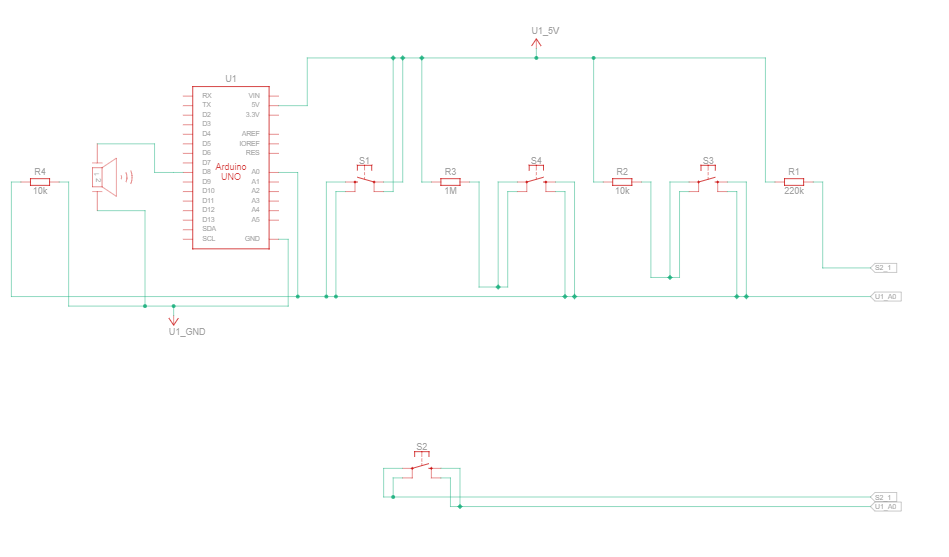 U1_5V
U1
RX VIN
TX 5V
D2 3.3V
D3
D4 AREF
D5 IOREF
D6 RES
D7
Arduino
UNO
D8 A0
D9 A1
D10 A2
D11 A3
D12 A4
D13 A5
SDA
SCL GND
R4
10k
1
2
S1
R3
1M
S4
R2
10k
S3
R1
220k
S2_1
U1_A0
U1_GND
S2
S2_1
U1_A0